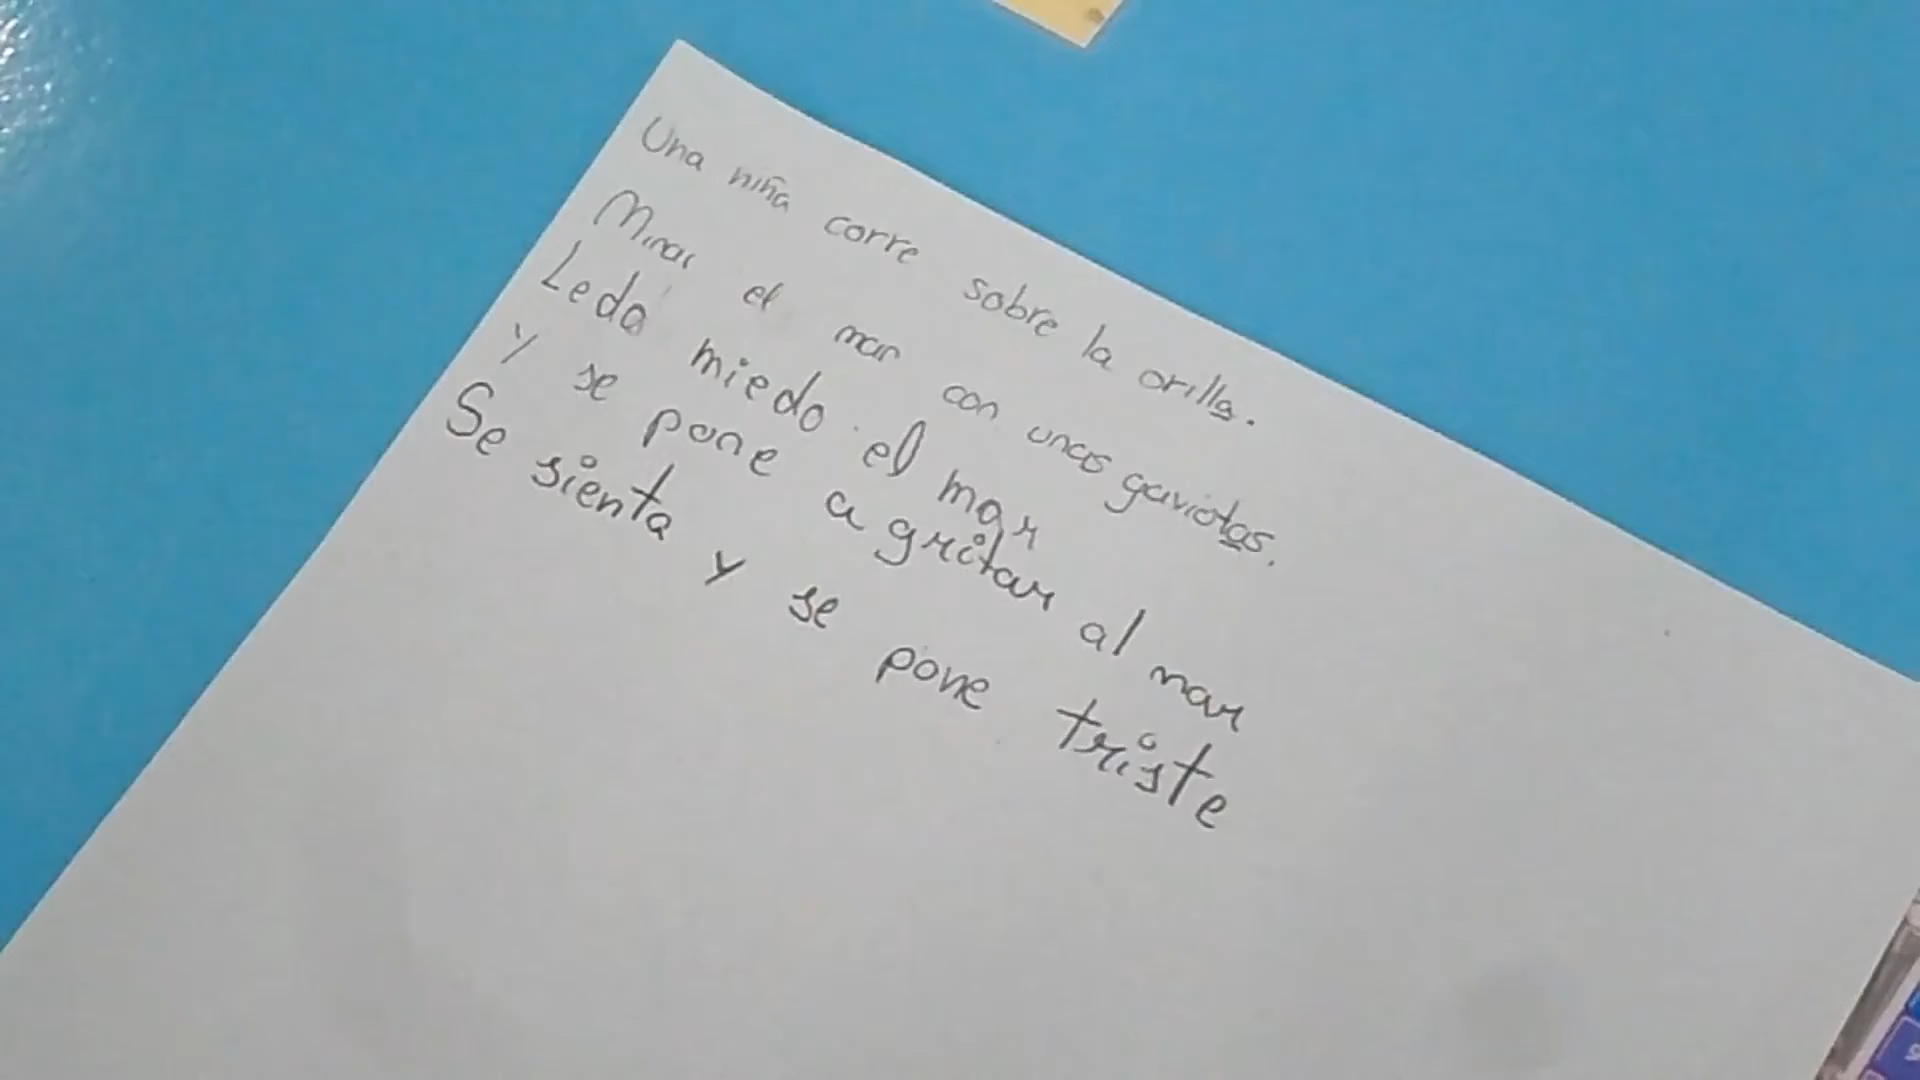 Una niña corre sobre la orilla.
Mirar el mar con unas gaviotas.
Le da miedo el mar
y se pone a gritar al mar
Se sienta y se pone triste